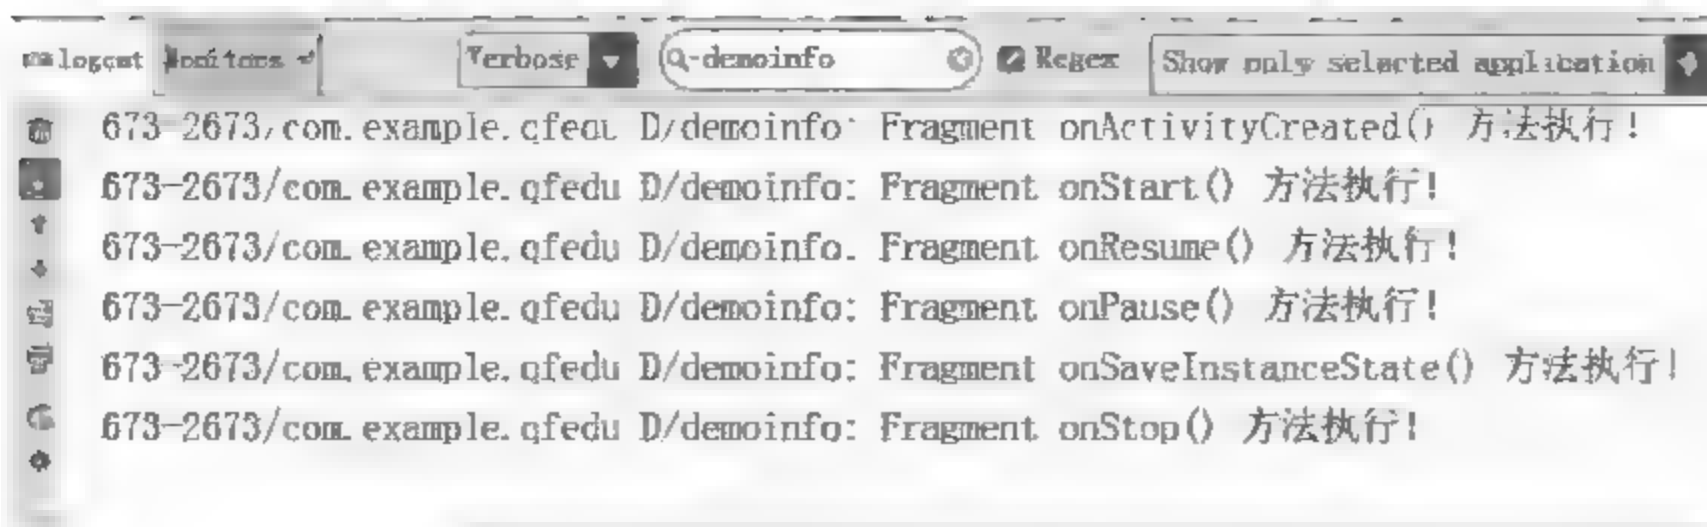 logcat Monitors Verbose demoinfo Regex Show only selected application
673-2673/com.example.qfedu D/demoinfo: Fragment onActivityCreated() 方法执行!
673-2673/com.example.qfedu D/demoinfo: Fragment onStart() 方法执行!
673-2673/com.example.qfedu D/demoinfo. Fragment onResume() 方法执行!
673-2673/com.example.qfedu D/demoinfo: Fragment onPause() 方法执行!
673-2673/com.example.qfedu D/demoinfo: Fragment onSaveInstanceState() 方法执行!
673-2673/com.example.qfedu D/demoinfo: Fragment onStop() 方法执行!